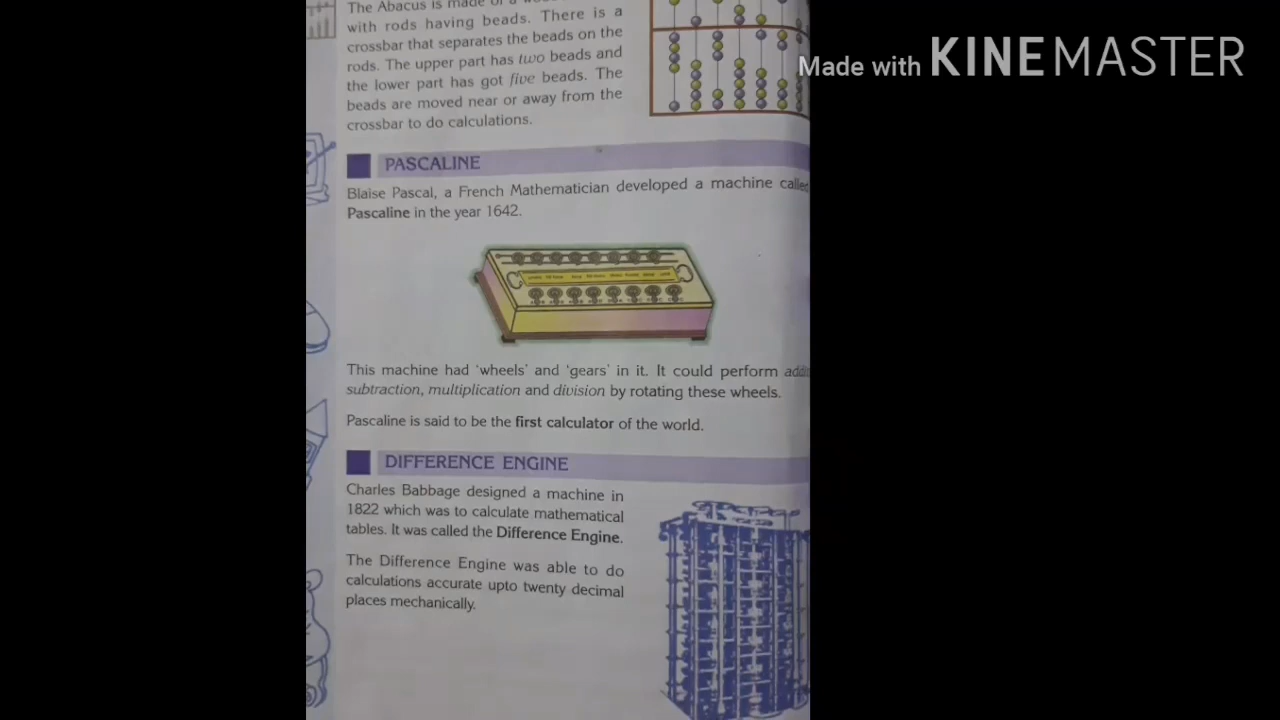 The Abacus is made of a
with rods having beads. There is a
crossbar that separates the beads on the
rods. The upper part has two beads and
the lower part has got five beads. The
beads are moved near or away from the
crossbar to do calculations.
Made with KINEMASTER
PASCALINE
Blaise Pascal, a French Mathematician developed a machine called
Pascaline in the year 1642.
This machine had 'wheels' and 'gears' in it. It could perform
subtraction, multiplication and division by rotating these wheels.
Pascaline is said to be the first calculator of the world.
DIFFERENCE ENGINE
Charles Babbage designed a machine in
1822 which was to calculate mathematical
tables. It was called the Difference Engine.
The Difference Engine was able to do
calculations accurate upto twenty decimal
places mechanically.